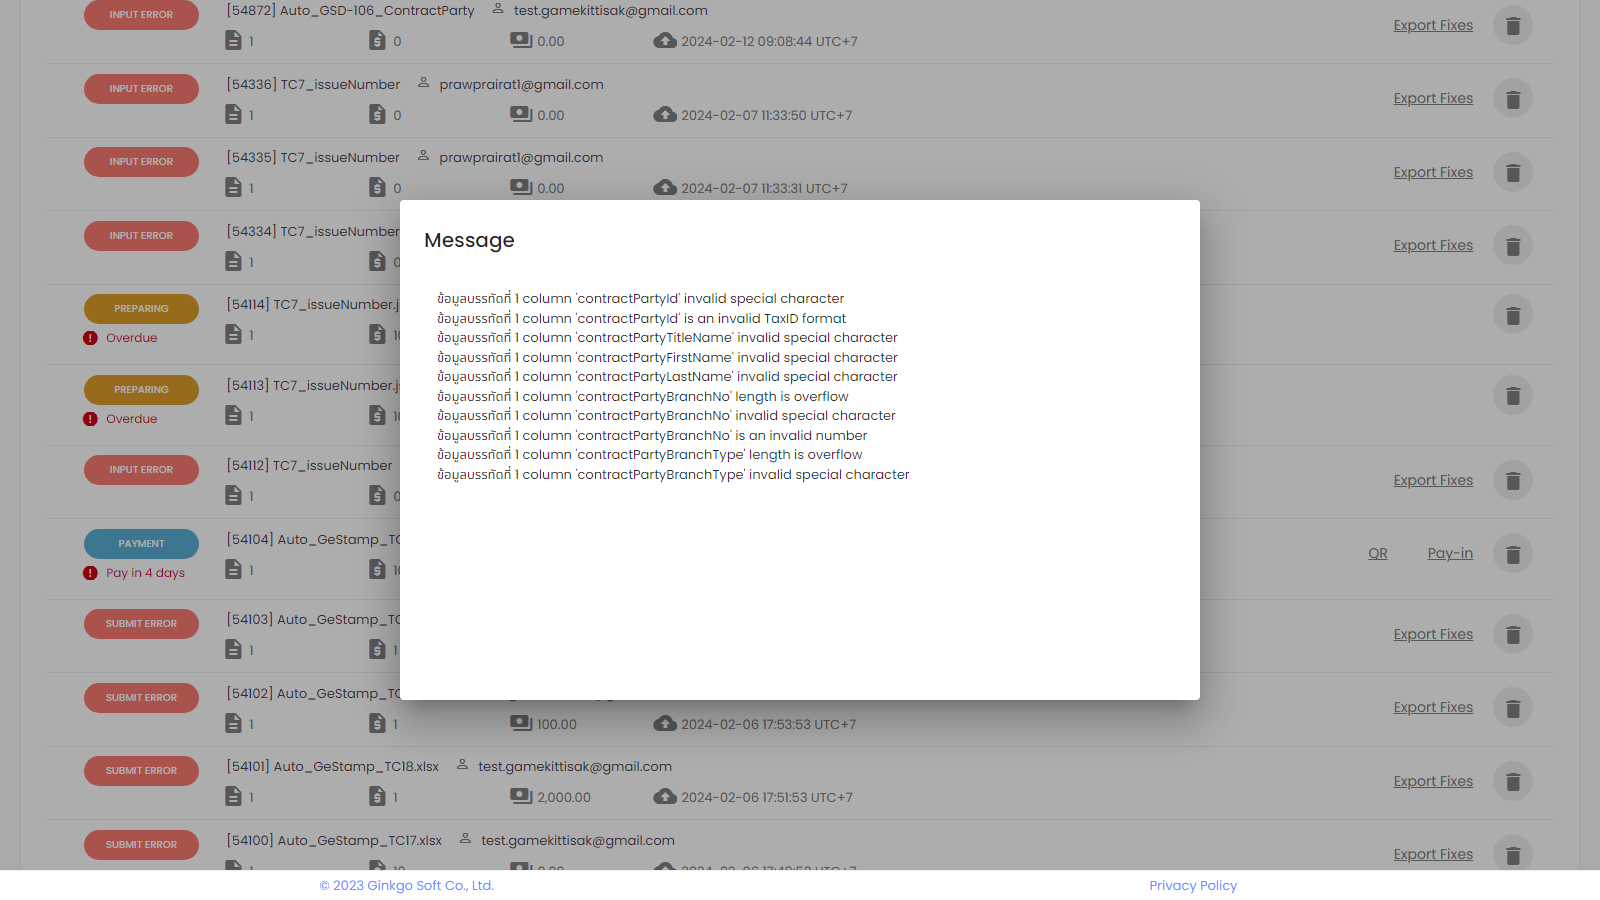 INPUT ERROR [54872] Auto_GSD-106_ContractParty test.gamekittisak@gmail.com
1 0 0.00 2024-02-12 09:08:44 UTC+7 Export Fixes
INPUT ERROR [54336] TC7_issueNumber prawprairat1@gmail.com
1 0 0.00 2024-02-07 11:33:50 UTC+7 Export Fixes
INPUT ERROR [54335] TC7_issueNumber prawprairat1@gmail.com
1 0 0.00 2024-02-07 11:33:31 UTC+7 Export Fixes
INPUT ERROR [54334] TC7_issueNumber
1 0 Export Fixes
PREPARING [54114] TC7_issueNumber.j
Overdue 1
PREPARING [54113] TC7_issueNumber.j
Overdue 1
INPUT ERROR [54112] TC7_issueNumber
1 0 Export Fixes
PAYMENT [54104] Auto_GeStamp_TC QR Pay-in
Pay in 4 days 1
SUBMIT ERROR [54103] Auto_GeStamp_TC
1 1 Export Fixes
SUBMIT ERROR [54102] Auto_GeStamp_TC
1 1 100.00 2024-02-06 17:53:53 UTC+7 Export Fixes
SUBMIT ERROR [54101] Auto_GeStamp_TC18.xlsx test.gamekittisak@gmail.com
1 1 2,000.00 2024-02-06 17:51:53 UTC+7 Export Fixes
SUBMIT ERROR [54100] Auto_GeStamp_TC17.xlsx test.gamekittisak@gmail.com
Export Fixes
Message
ข้อมูลบรรทัดที่ 1 column 'contractPartyId' invalid special character
ข้อมูลบรรทัดที่ 1 column 'contractPartyId' is an invalid TaxID format
ข้อมูลบรรทัดที่ 1 column 'contractPartyTitleName' invalid special character
ข้อมูลบรรทัดที่ 1 column 'contractPartyFirstName' invalid special character
ข้อมูลบรรทัดที่ 1 column 'contractPartyLastName' invalid special character
ข้อมูลบรรทัดที่ 1 column 'contractPartyBranchNo' length is overflow
ข้อมูลบรรทัดที่ 1 column 'contractPartyBranchNo' invalid special character
ข้อมูลบรรทัดที่ 1 column 'contractPartyBranchNo' is an invalid number
ข้อมูลบรรทัดที่ 1 column 'contractPartyBranchType' length is overflow
ข้อมูลบรรทัดที่ 1 column 'contractPartyBranchType' invalid special character
© 2023 Ginkgo Soft Co., Ltd. Privacy Policy